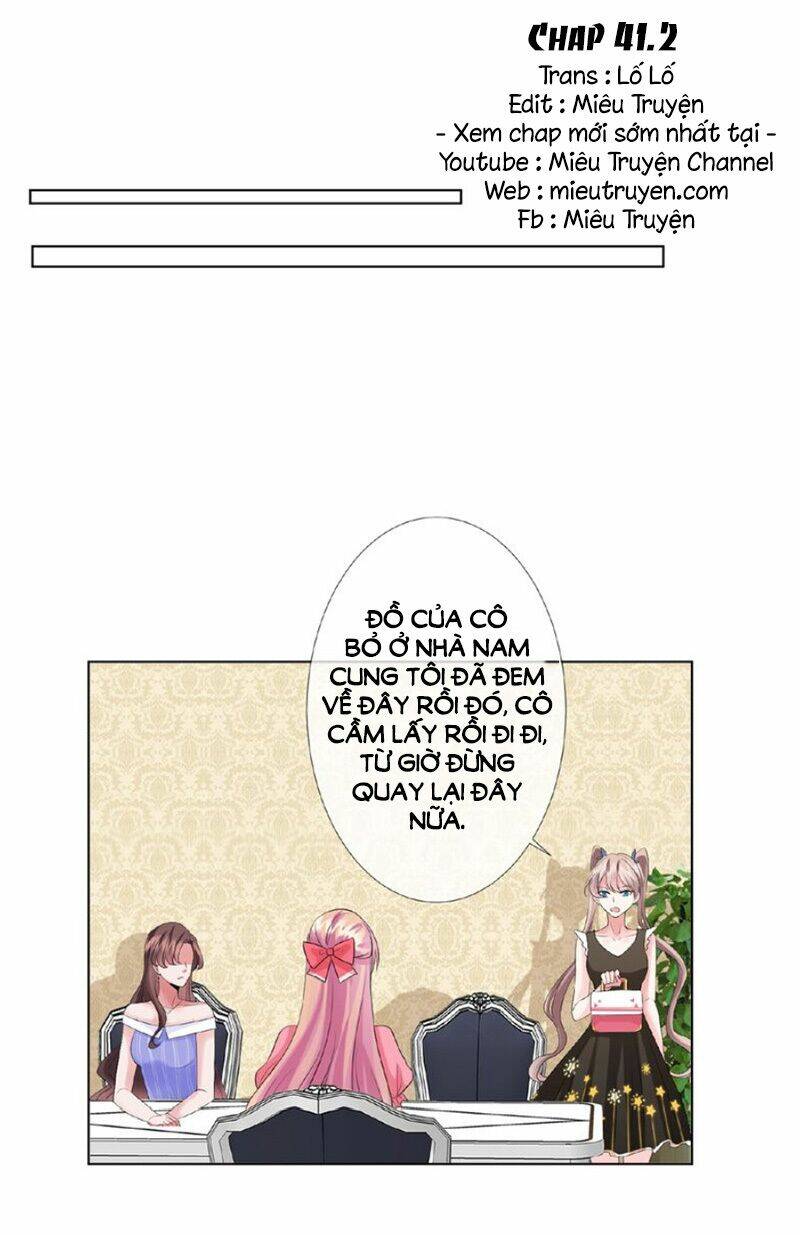 CHAP 41.2
Trans : Lố Lố
Edit : Miêu Truyện
- Xem chap mới sớm nhất tại -
Youtube : Miêu Truyện Channel
Web : mieutruyen.com
Fb : Miêu Truyện
ĐỒ CỦA CÔ
BỎ Ở NHÀ NAM
CUNG TÔI ĐÃ ĐEM
VỀ ĐÂY RỒI ĐÓ, CÔ
CẦM LẤY RỒI ĐI ĐI,
TỪ GIỜ ĐỪNG
QUAY LẠI ĐÂY
NỮA.